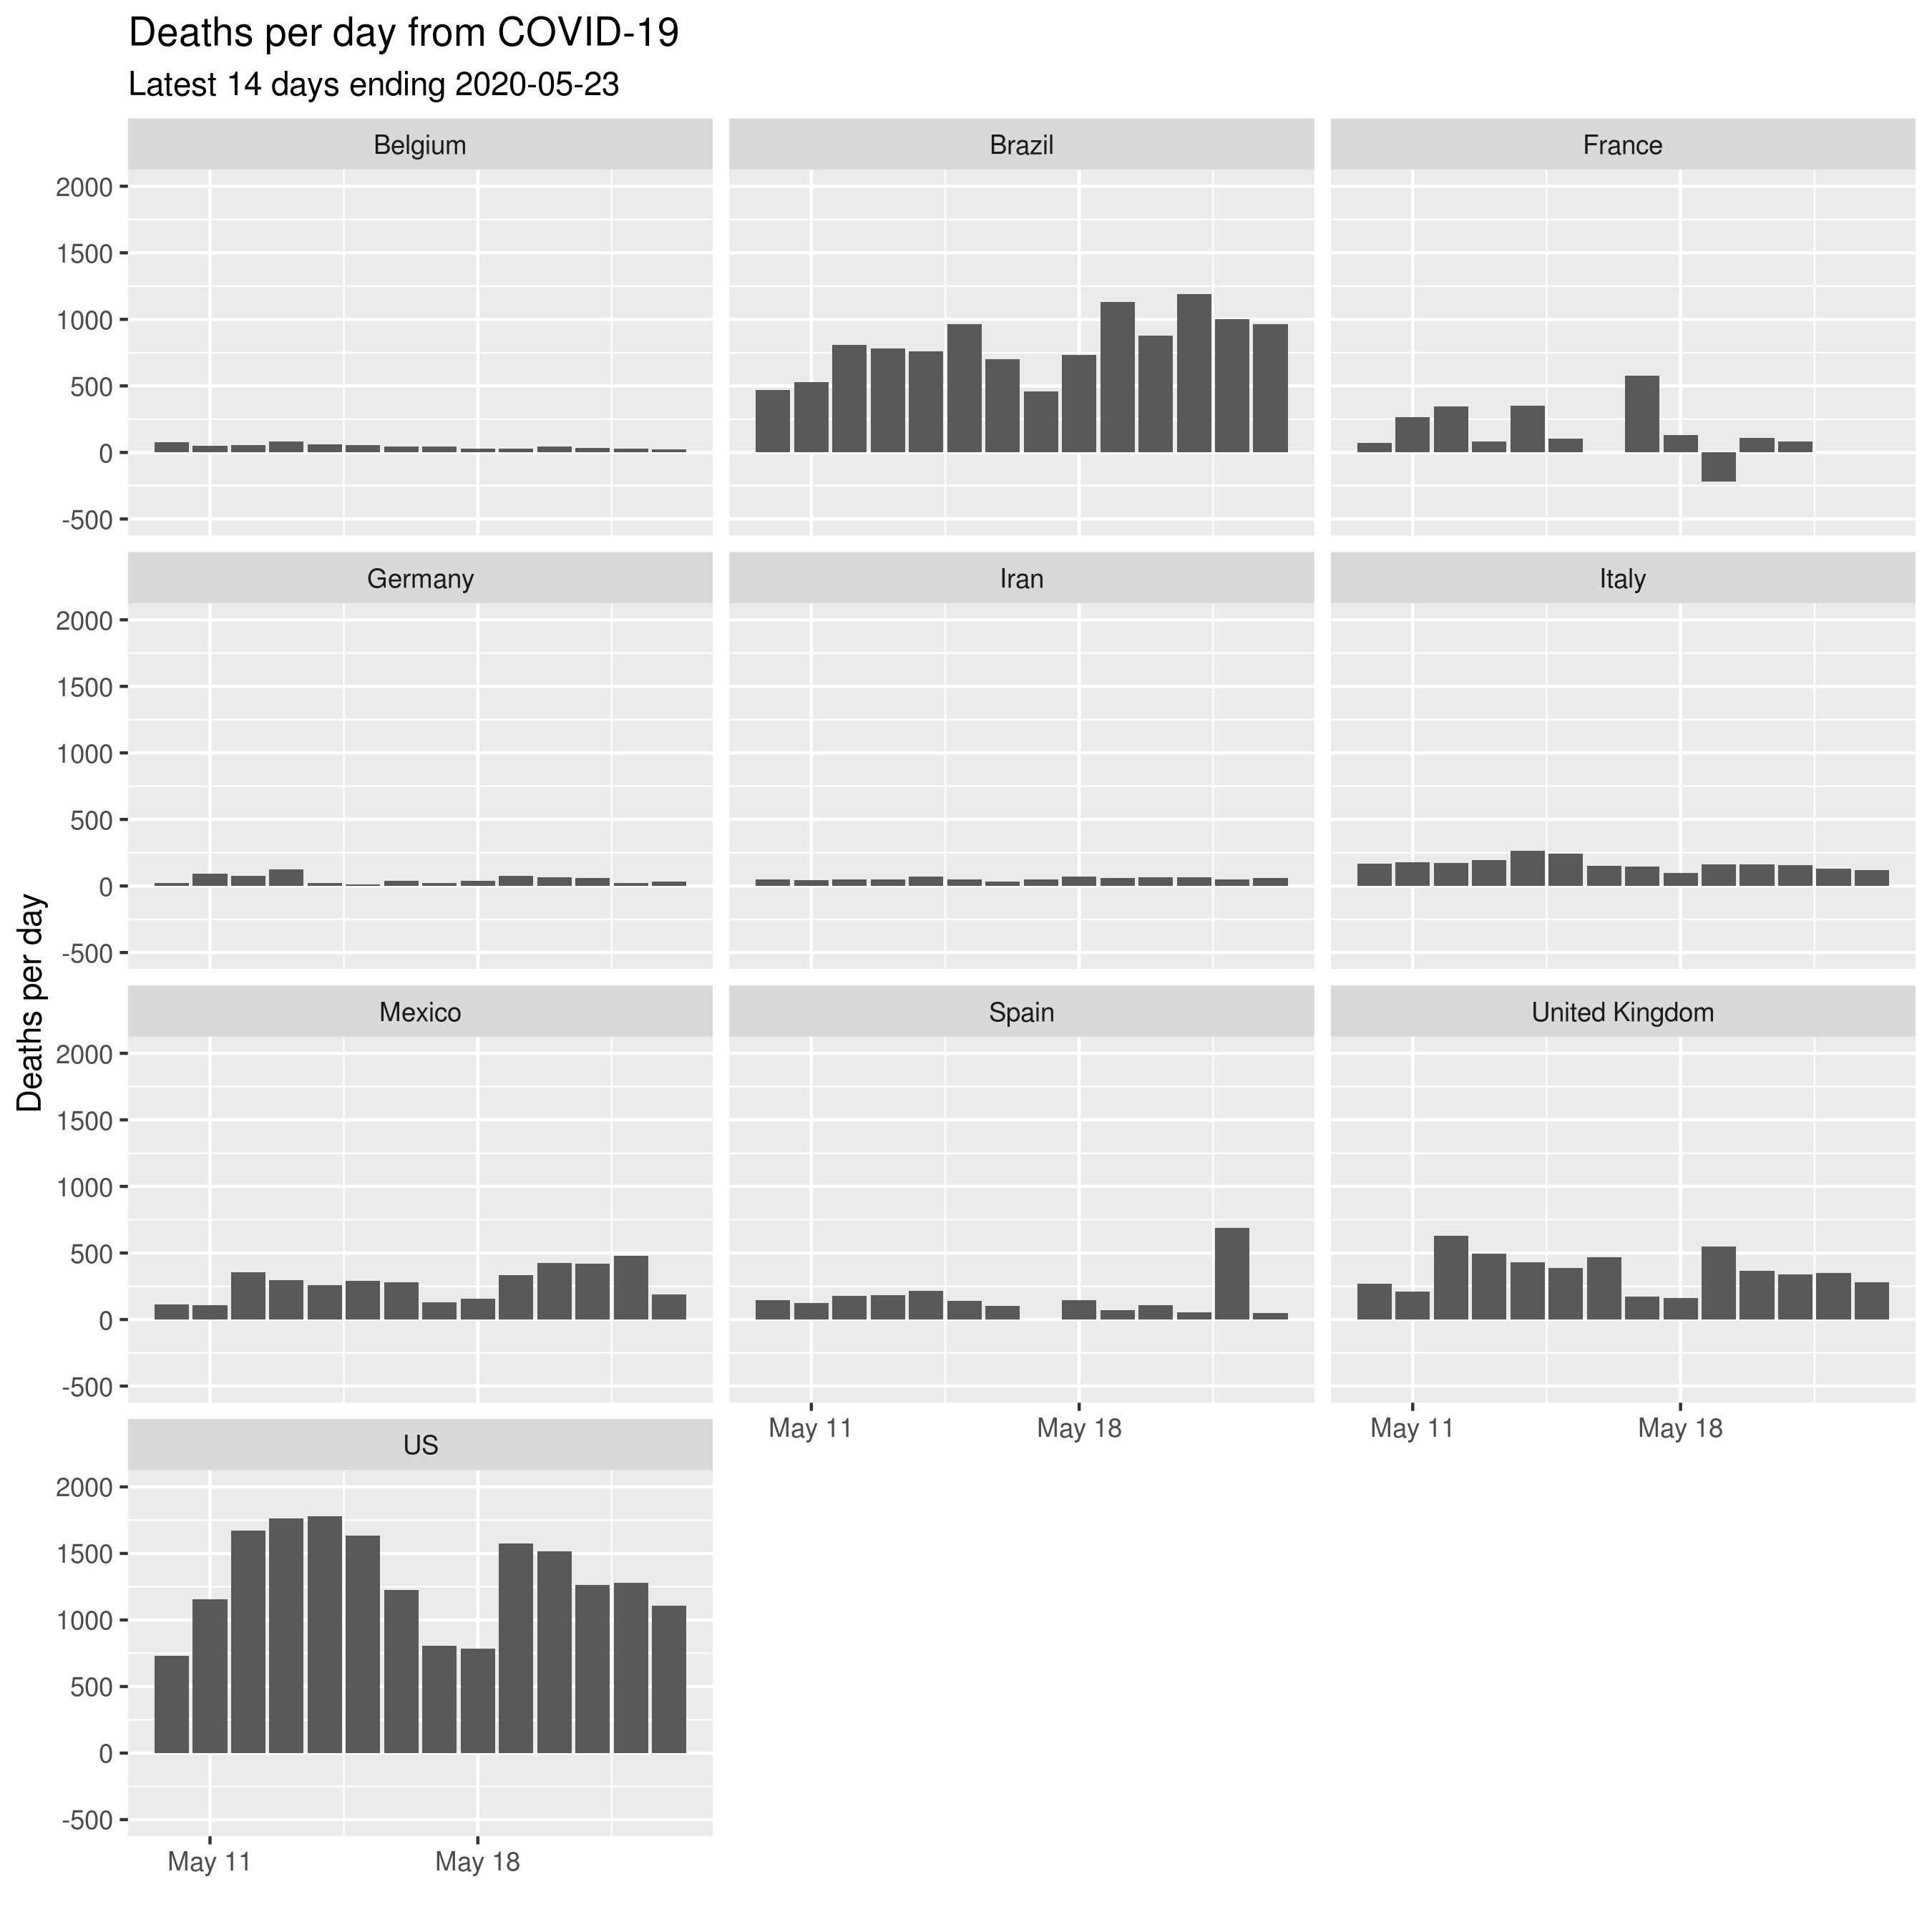 Deaths per day from COVID-19
Latest 14 days ending 2020-05-23
Belgium
Brazil
France
2000
1500
1000
500
0
-500
Germany
Iran
Italy
2000
1500
1000
500
0
-500
Deaths per day
Mexico
Spain
United Kingdom
2000
1500
1000
500
0
-500
May 11
May 18
May 11
May 18
US
2000
1500
1000
500
0
-500
May 11
May 18